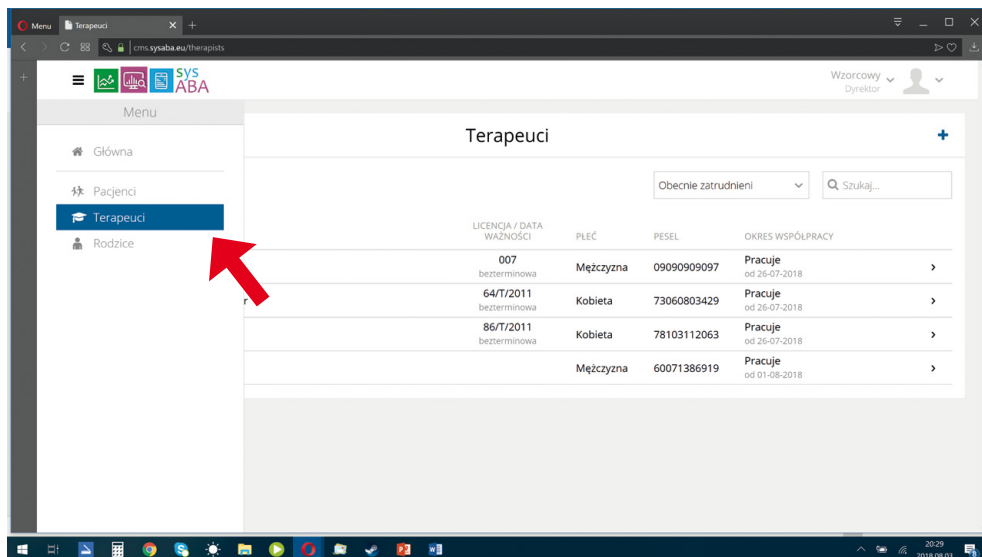 Menu
Terapeuci
cms.sysaba.eu/therapists
sys
ABA
Wzorcowy
Dyrektor
Menu
Główna
Pacjenci
Terapeuci
Rodzice
Terapeuci
Obecnie zatrudnieni
Szukaj...
LICENCJA / DATA
WAŻNOŚCI
PŁEĆ
PESEL
OKRES WSPÓŁPRACY
007
bezterminowa
Mężczyzna
09090909097
Pracuje
od 26-07-2018
r
64/T/2011
bezterminowa
Kobieta
73060803429
Pracuje
od 26-07-2018
86/T/2011
bezterminowa
Kobieta
78103112063
Pracuje
od 26-07-2018
Mężczyzna
60071386919
Pracuje
od 01-08-2018
20:29
2018-08-03